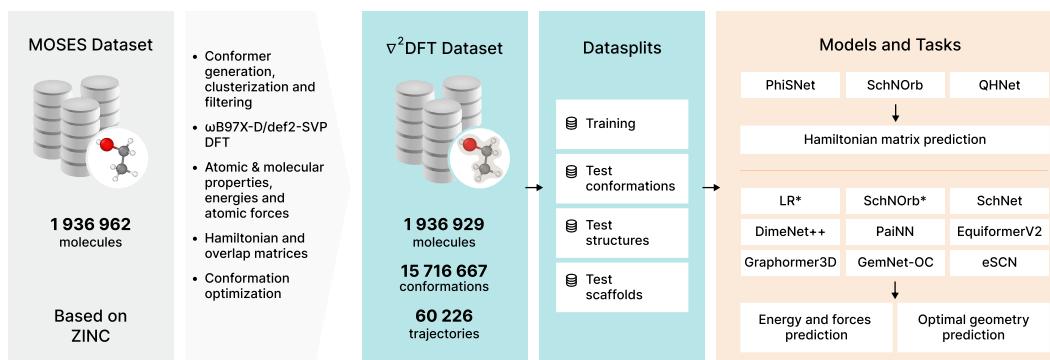 MOSES Dataset
1 936 962
molecules
Based on
ZINC
• Conformer
generation,
clusterization and
filtering
• ωB97X-D/def2-SVP
DFT
• Atomic & molecular
properties,
energies and
atomic forces
• Hamiltonian and
overlap matrices
• Conformation
optimization
∇²DFT Dataset
1 936 929
molecules
15 716 667
conformations
60 226
trajectories
Datasplits
Training
Test
conformations
Test
structures
Test
scaffolds
Models and Tasks
PhiSNet SchNOrb QHNet
Hamiltonian matrix prediction
LR* SchNOrb* SchNet
DimeNet++ PaiNN EquiformerV2
Graphormer3D GemNet-OC eSCN
Energy and forces
prediction
Optimal geometry
prediction